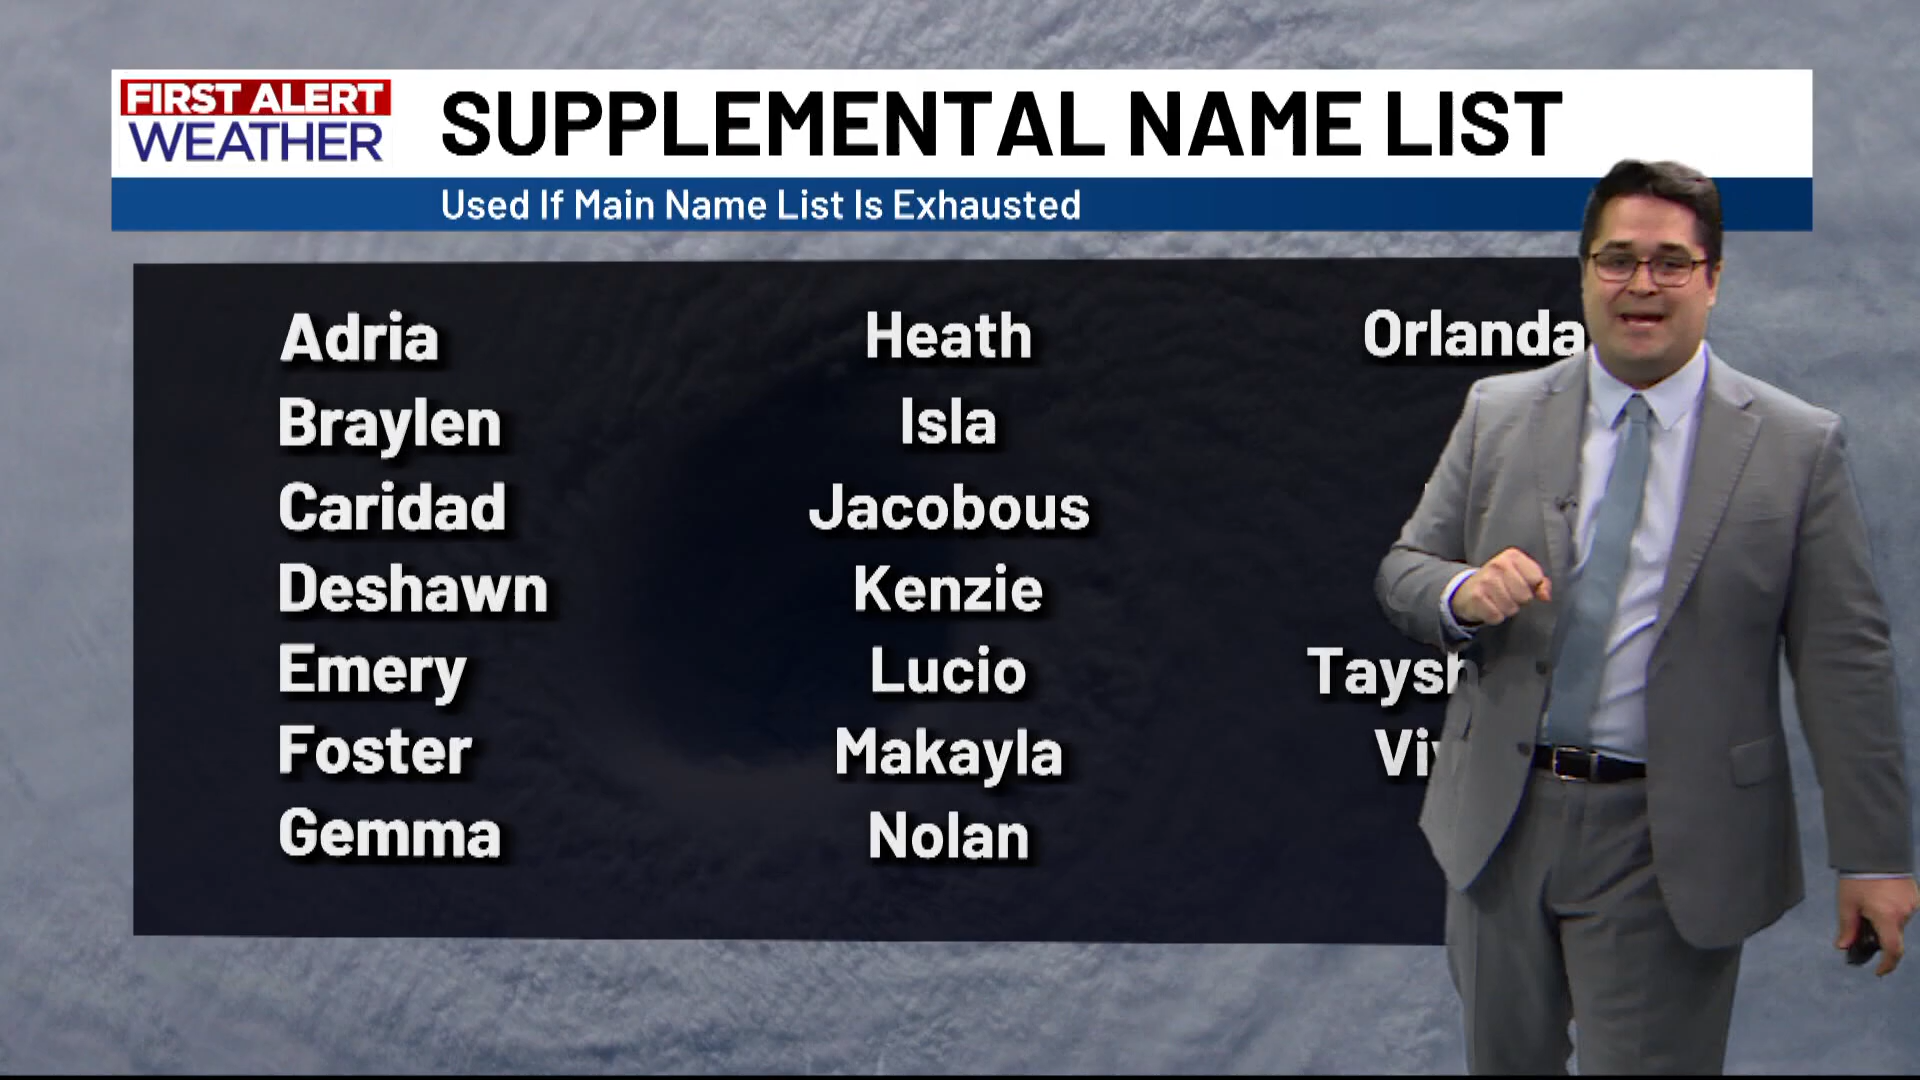 FIRST ALERT
WEATHER
SUPPLEMENTAL NAME LIST
Used If Main Name List Is Exhausted
Adria
Braylen
Caridad
Deshawn
Emery
Foster
Gemma
Heath
Isla
Jacobous
Kenzie
Lucio
Makayla
Nolan
Orlanda